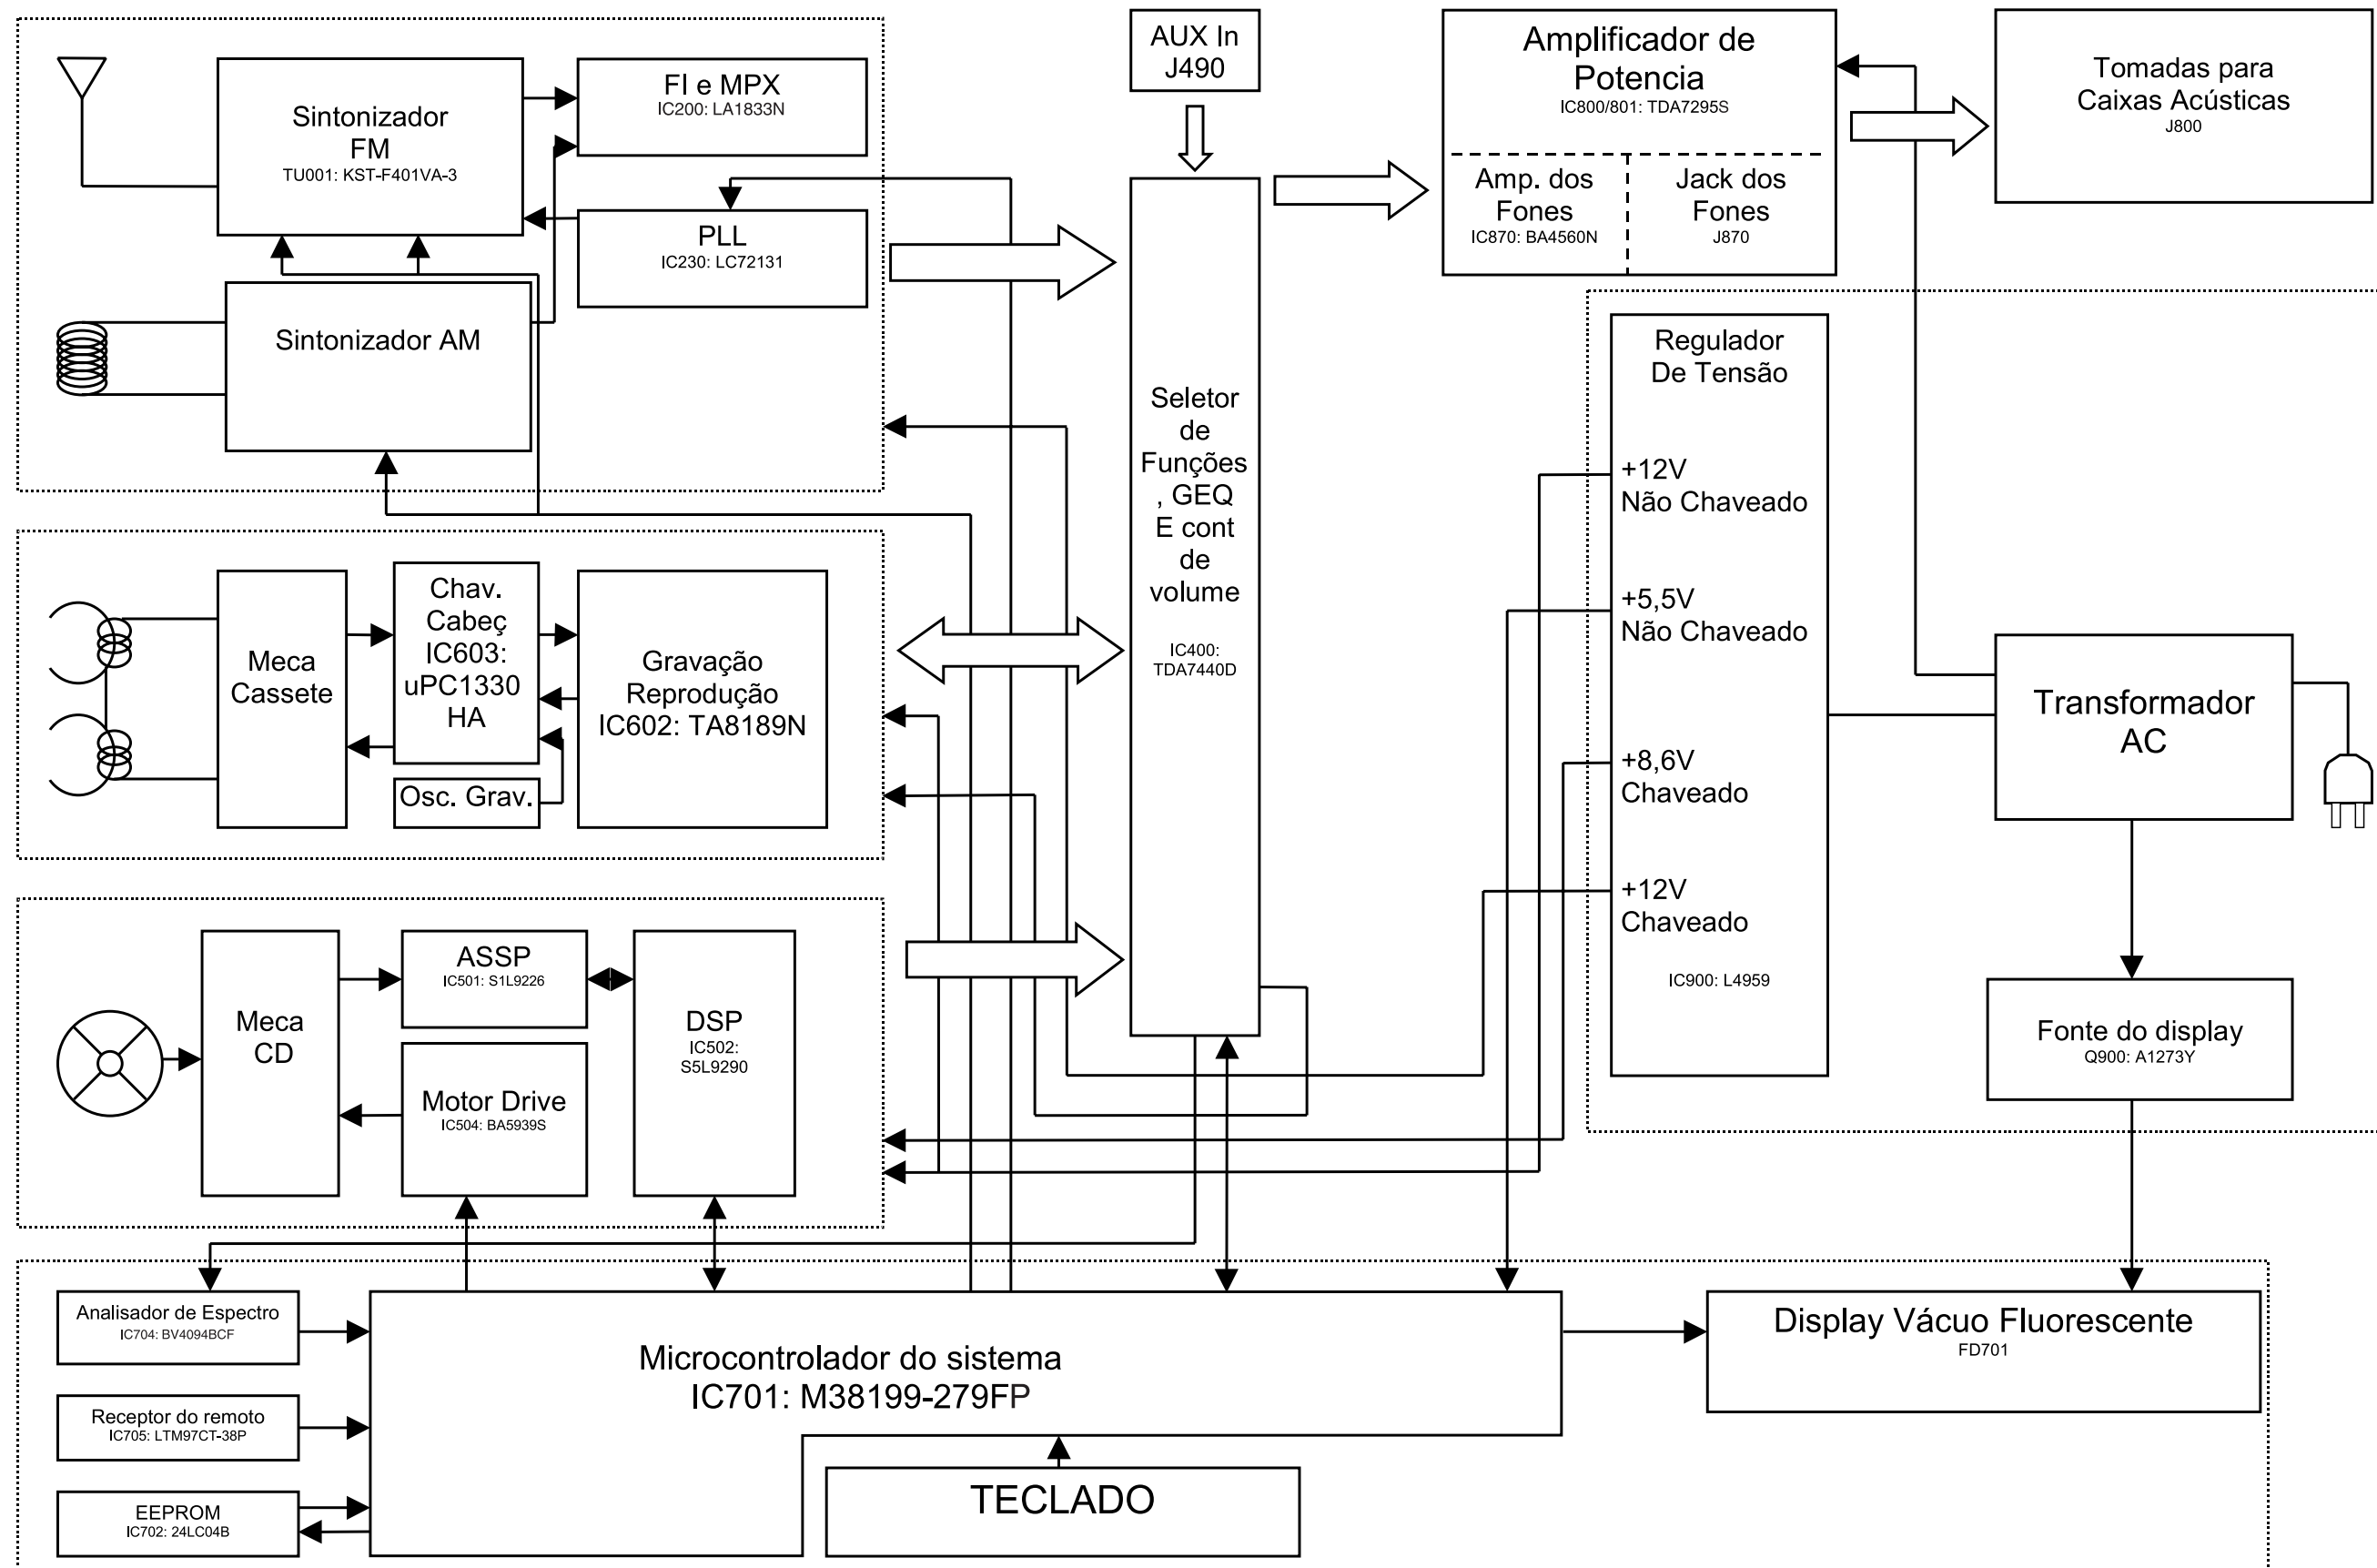 AUX In
J490
Amplificador de
Potencia
IC800/801: TDA7295S
Amp. dos
Fones
IC870: BA4560N
Jack dos
Fones
J870
Tomadas para
Caixas Acústicas
J800
Sintonizador
FM
TU001: KST-F401VA-3
FI e MPX
IC200: LA1833N
PLL
IC230: LC72131
Sintonizador AM
Seletor
de
Funções
, GEQ
E cont
de
volume
IC400:
TDA7440D
Regulador
De Tensão
+12V
Não Chaveado
+5,5V
Não Chaveado
+8,6V
Chaveado
+12V
Chaveado
IC900: L4959
Transformador
AC
Fonte do display
Q900: A1273Y
Meca
Cassete
Chav.
Cabeç
IC603:
uPC1330
HA
Osc. Grav.
Gravação
Reprodução
IC602: TA8189N
Meca
CD
ASSP
IC501: S1L9226
Motor Drive
IC504: BA5939S
DSP
IC502:
S5L9290
Analisador de Espectro
IC704: BV4094BCF
Receptor do remoto
IC705: LTM97CT-38P
EEPROM
IC702: 24LC04B
Microcontrolador do sistema
IC701: M38199-279FP
TECLADO
Display Vácuo Fluorescente
FD701